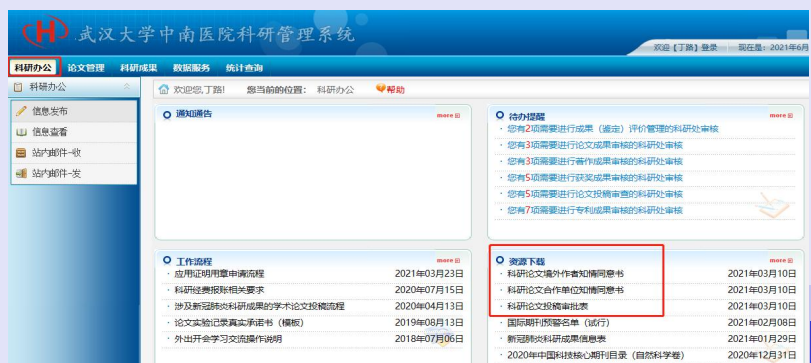 武汉大学中南医院科研管理系统
欢迎【丁路】登录 现在是：2021年6月
科研办公 论文管理 科研成果 数据服务 统计查询
科研办公
欢迎您,丁路! 您当前的位置： 科研办公 帮助
信息发布
信息查看
站内邮件-收
站内邮件-发
通知通告 more
待办提醒 more
· 您有2项需要进行成果（鉴定）评价管理的科研处审核
· 您有3项需要进行论文成果审核的科研处审核
· 您有3项需要进行著作成果审核的科研处审核
· 您有5项需要进行获奖成果审核的科研处审核
· 您有5项需要进行论文投稿审查的科研处审核
· 您有7项需要进行专利成果审核的科研处审核
工作流程 more
· 应用证明用章申请流程 2021年03月23日
· 科研经费报账相关要求 2020年07月15日
· 涉及新冠肺炎科研成果的学术论文投稿流程 2020年04月13日
· 论文实验记录真实承诺书（模板） 2019年08月13日
· 外出开会学习交流操作说明 2018年07月06日
资源下载 more
· 科研论文境外作者知情同意书 2021年03月10日
· 科研论文合作单位知情同意书 2021年03月10日
· 科研论文投稿审批表 2021年03月10日
· 国际期刊预警名单（试行） 2021年02月08日
· 新冠肺炎科研成果信息表 2021年01月29日
· 2020年中国科技核心期刊目录（自然科学卷） 2020年12月31日